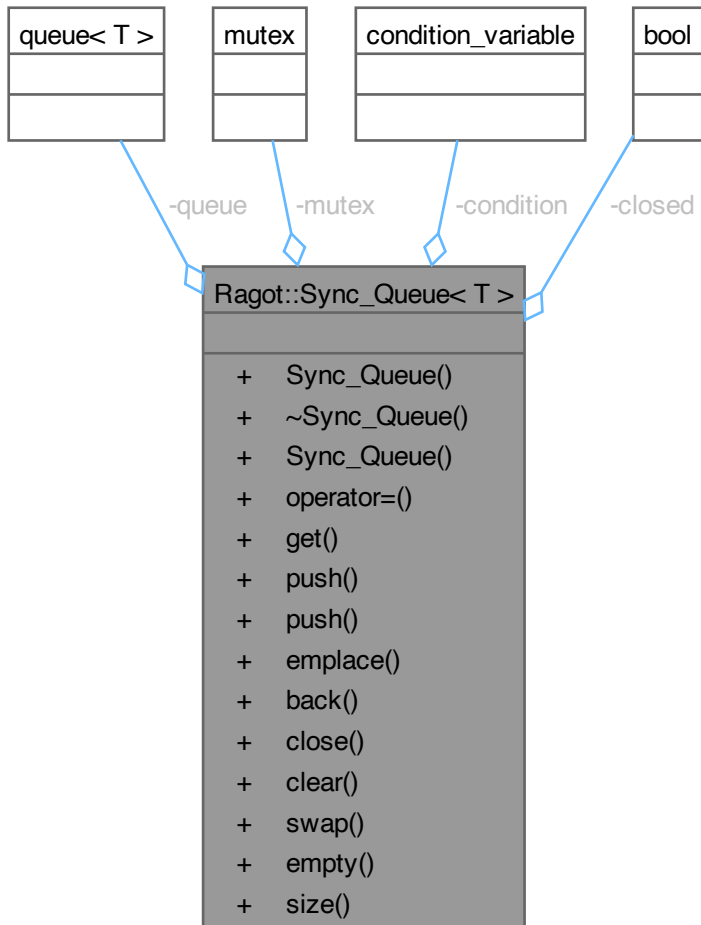 queue< T >
mutex
condition_variable
bool
-queue
-mutex
-condition
-closed
Ragot::Sync_Queue< T >
+ Sync_Queue()
+ ~Sync_Queue()
+ Sync_Queue()
+ operator=()
+ get()
+ push()
+ push()
+ emplace()
+ back()
+ close()
+ clear()
+ swap()
+ empty()
+ size()